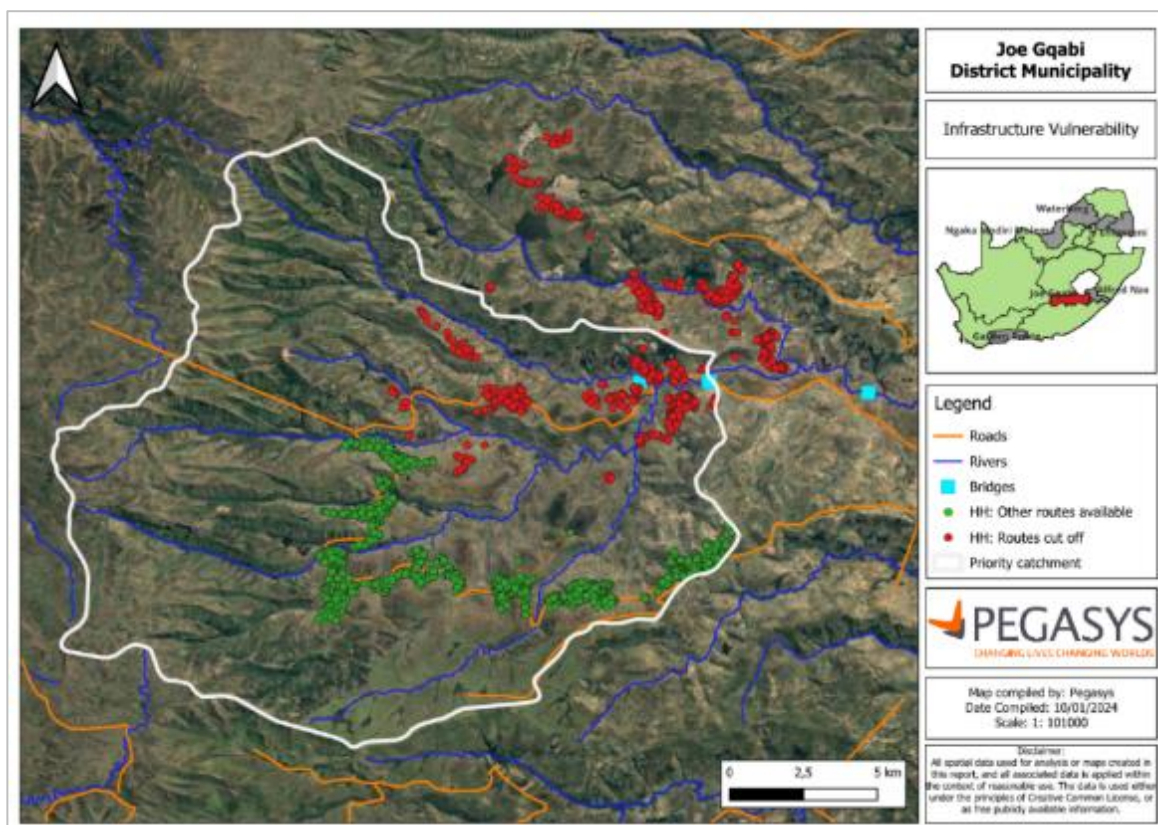 Joe Gqabi
District Municipality
Infrastructure Vulnerability
Waterberg
Ngaka Modiri Molema
Legend
Roads
Rivers
Bridges
HH: Other routes available
HH: Routes cut off
Priority catchment
PEGASYS
CHANGING LIVES CHANGING WORLDS
Map compiled by: Pegasys
Date Compiled: 10/01/2024
Scale: 1: 101000
Disclaimer:
All spatial data used for analysis or maps created in
this report, and all associated data is applied within
the context of reasonable use. The data is used either
under the principles of Creative Common License, or
as free publicly available information.
0 2,5 5 km